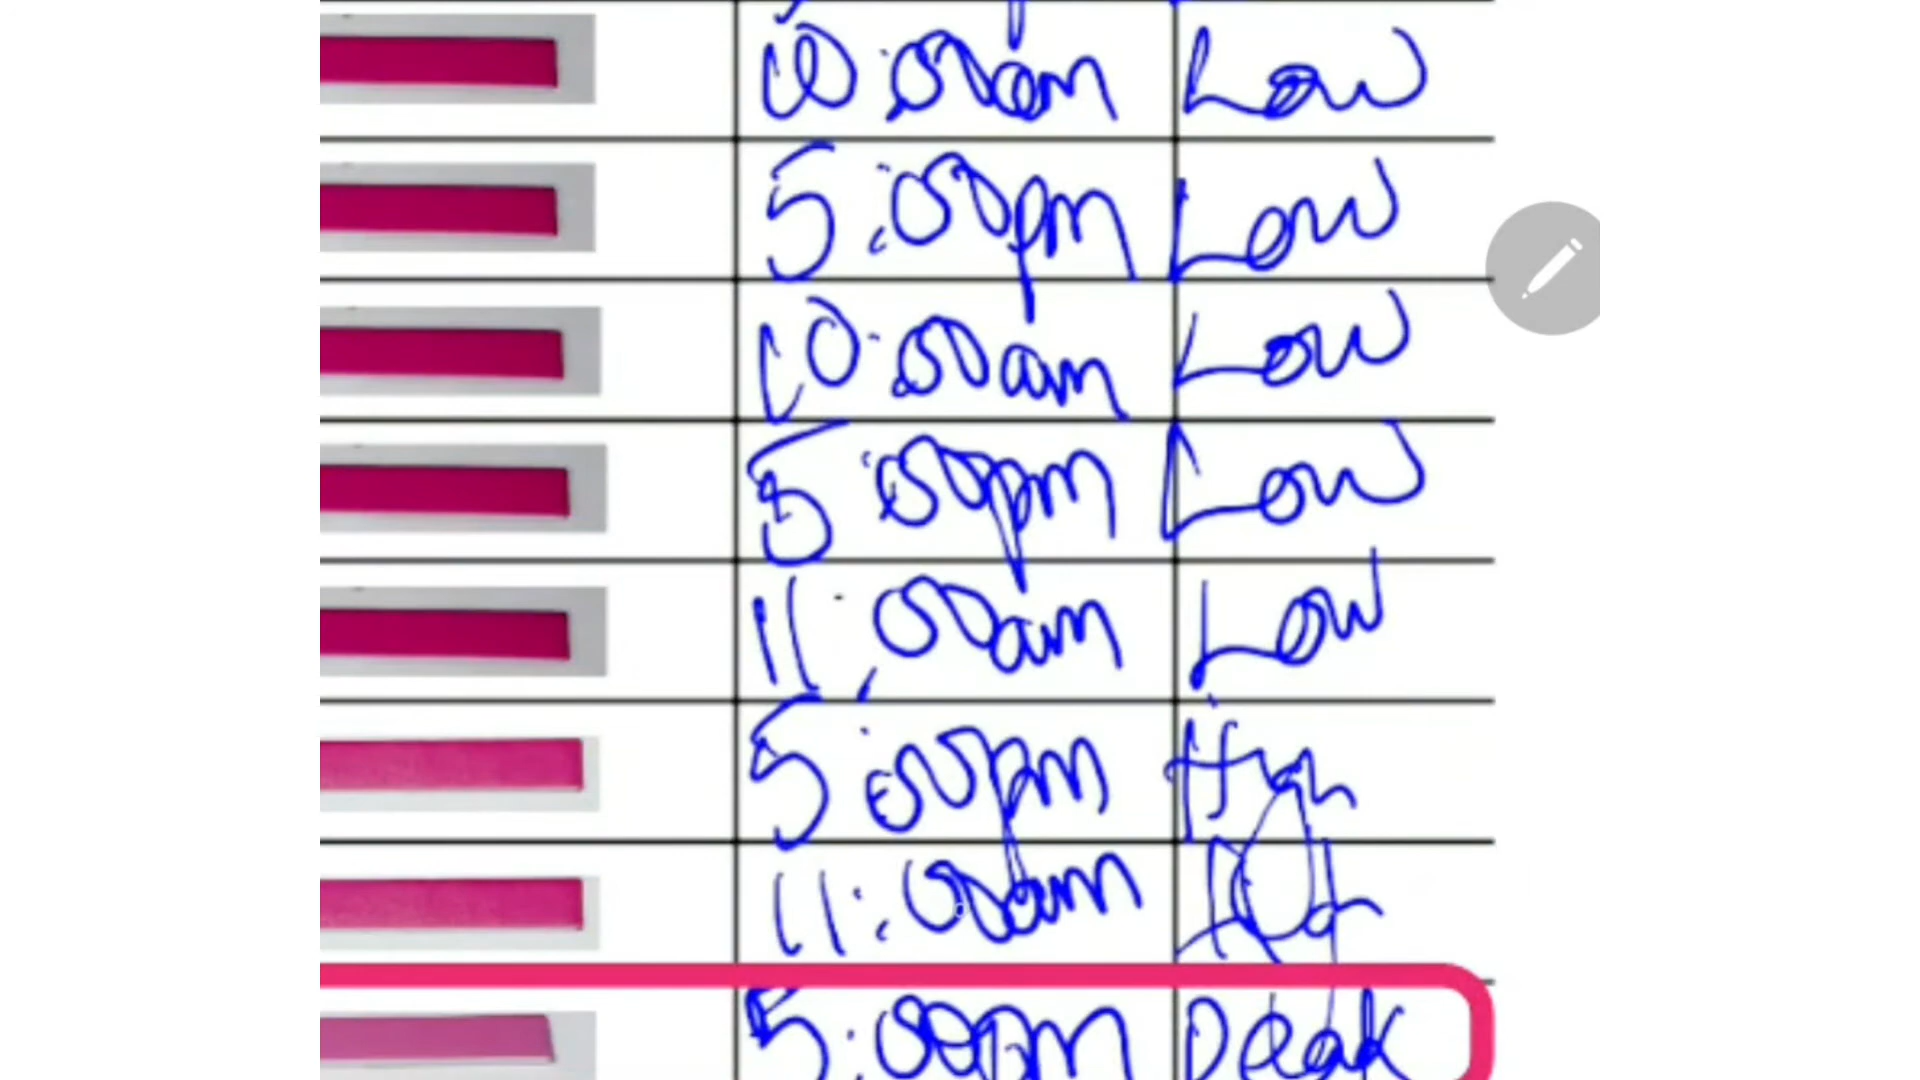 10:00am Low
5:00pm Low
10:00am Low
5:00pm Low
11:00am Low
5:00pm High
11:00am
5:00pm Peak